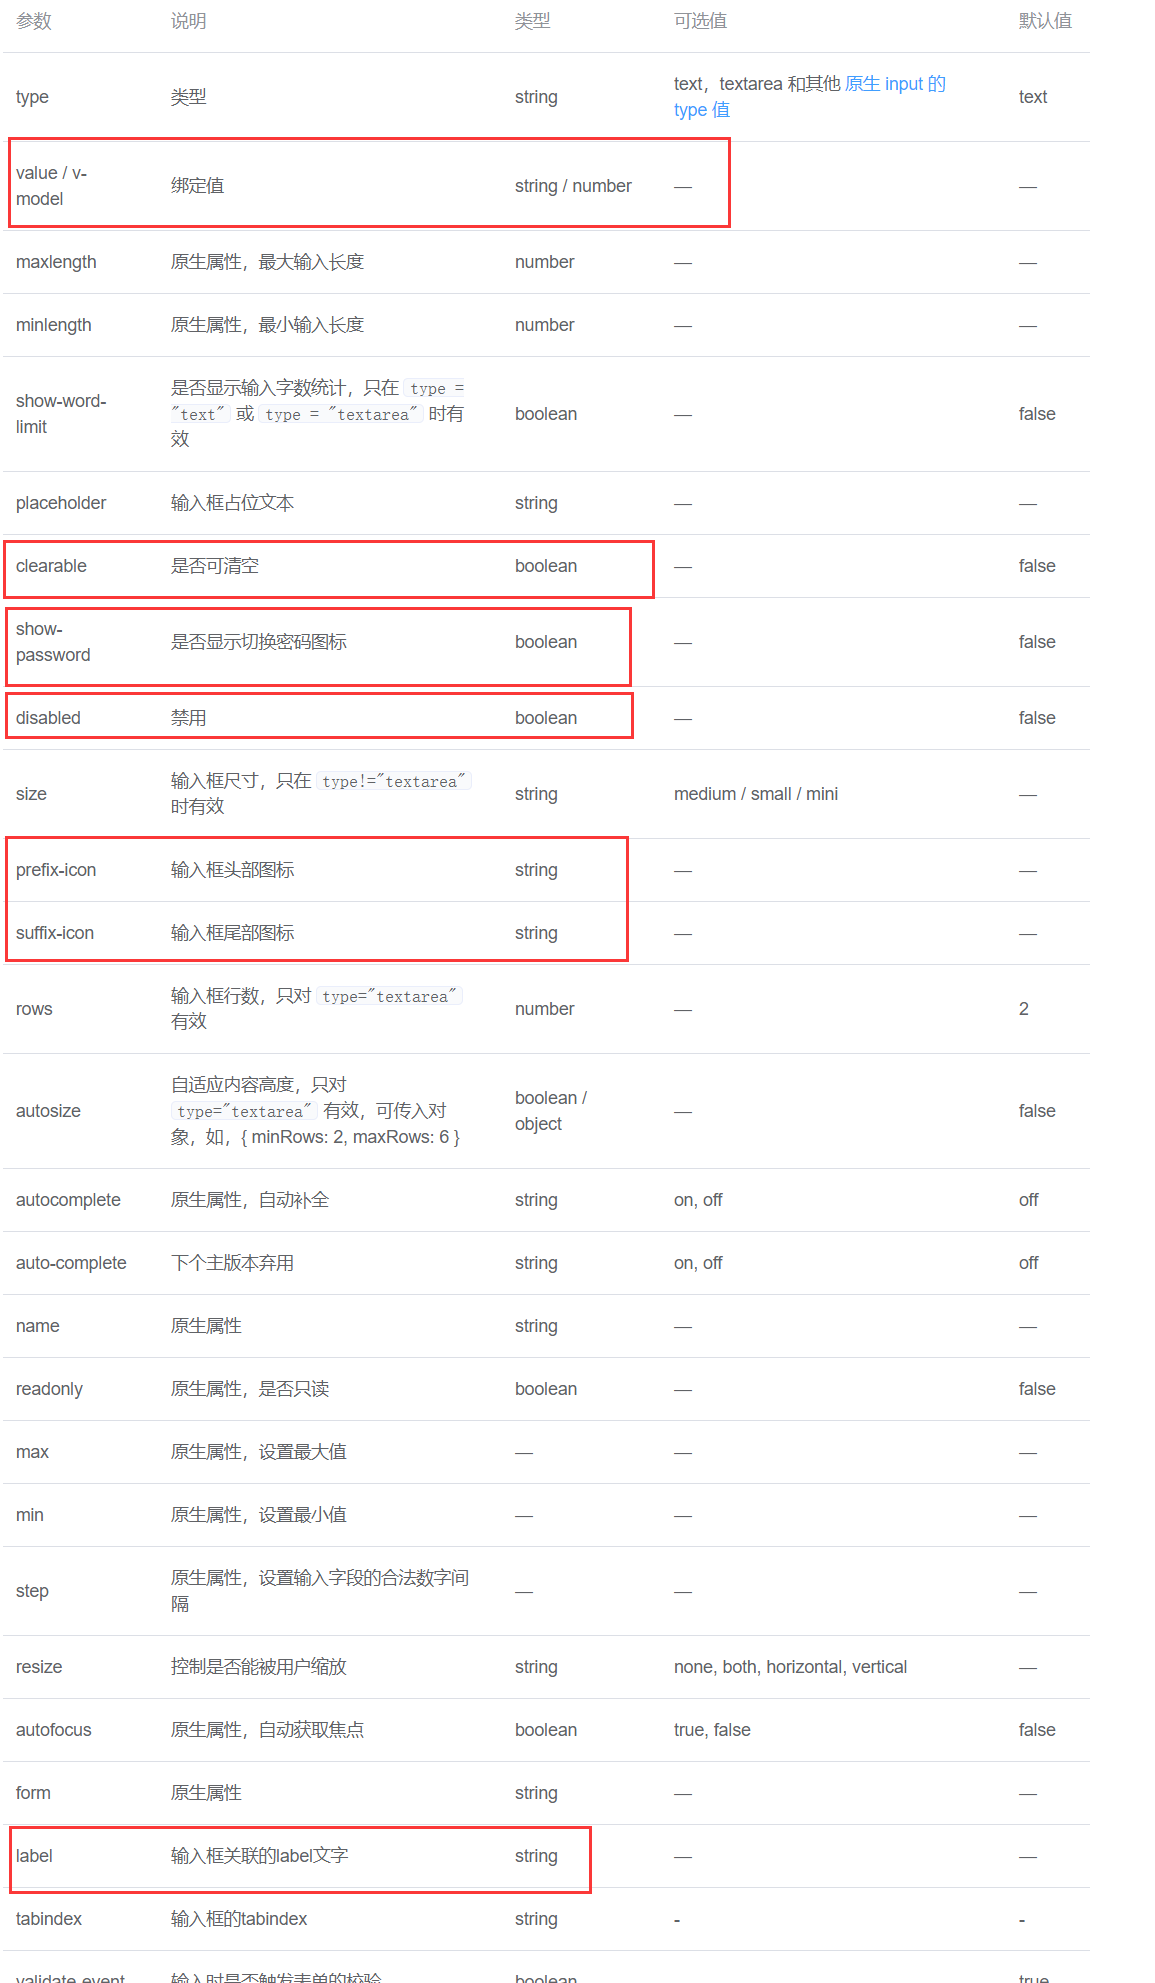 参数 说明 类型 可选值 默认值
type 类型 string text，textarea 和其他 原生 input 的 type 值 text
value / v-model 绑定值 string / number — —
maxlength 原生属性，最大输入长度 number — —
minlength 原生属性，最小输入长度 number — —
show-word-limit 是否显示输入字数统计，只在 type = "text" 或 type = "textarea" 时有效 boolean — false
placeholder 输入框占位文本 string — —
clearable 是否可清空 boolean — false
show-password 是否显示切换密码图标 boolean — false
disabled 禁用 boolean — false
size 输入框尺寸，只在 type!="textarea" 时有效 string medium / small / mini —
prefix-icon 输入框头部图标 string — —
suffix-icon 输入框尾部图标 string — —
rows 输入框行数，只对 type="textarea" 有效 number — 2
autosize 自适应内容高度，只对 type="textarea" 有效，可传入对象，如，{ minRows: 2, maxRows: 6 } boolean / object — false
autocomplete 原生属性，自动补全 string on, off off
auto-complete 下个主版本弃用 string on, off off
name 原生属性 string — —
readonly 原生属性，是否只读 boolean — false
max 原生属性，设置最大值 — — —
min 原生属性，设置最小值 — — —
step 原生属性，设置输入字段的合法数字间隔 — — —
resize 控制是否能被用户缩放 string none, both, horizontal, vertical —
autofocus 原生属性，自动获取焦点 boolean true, false false
form 原生属性 string — —
label 输入框关联的label文字 string — —
tabindex 输入框的tabindex string - -
validate-event 输入时是否触发表单的校验 boolean true